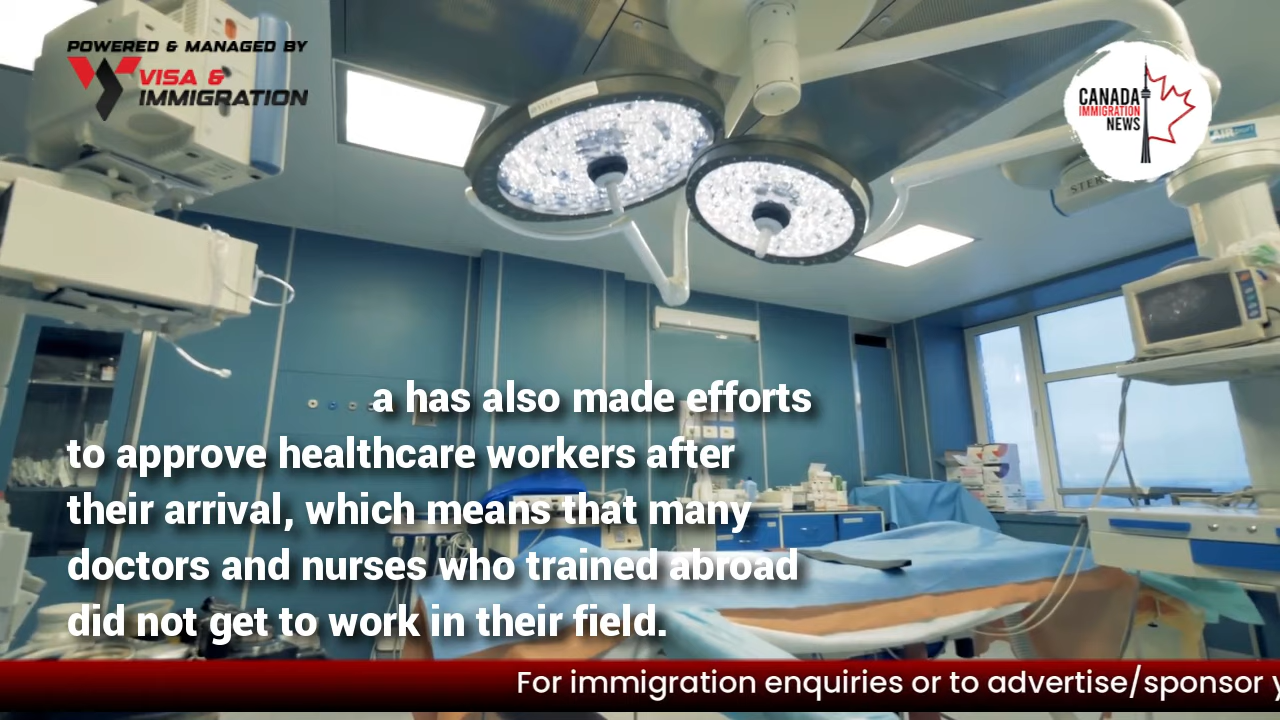 POWERED & MANAGED BY
VISA &
IMMIGRATION
CANADA
IMMIGRATION
NEWS
a has also made efforts
to approve healthcare workers after
their arrival, which means that many
doctors and nurses who trained abroad
did not get to work in their field.
For immigration enquiries or to advertise/sponsor